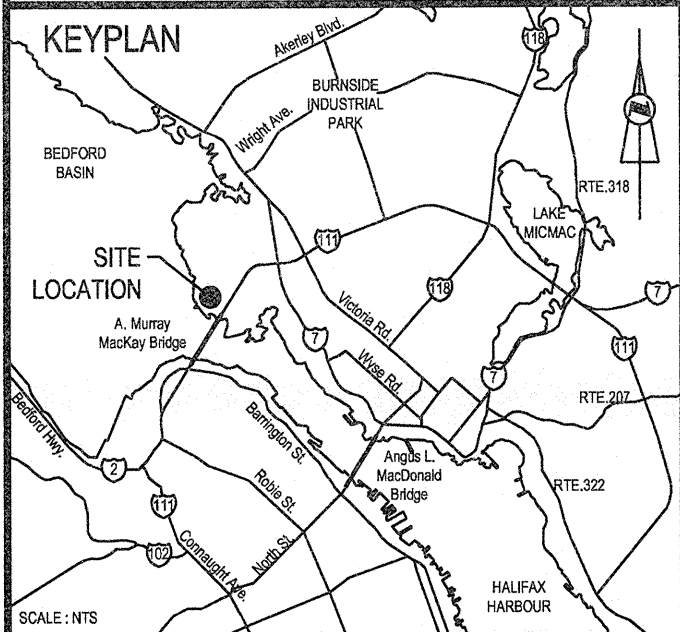 KEYPLAN
Akerley Blvd.
118
BURNSIDE
INDUSTRIAL
PARK
Wright Ave.
BEDFORD
BASIN
RTE.318
LAKE
MICMAC
111
SITE
LOCATION
118
7
Victoria Rd.
A. Murray
MacKay Bridge
7
111
Wyse Rd.
7
RTE.207
Bedford Hwy.
Barrington St.
Angus L.
MacDonald
Bridge
2
Robie St.
RTE.322
111
102
Connaught Ave.
North St.
HALIFAX
HARBOUR
SCALE : NTS